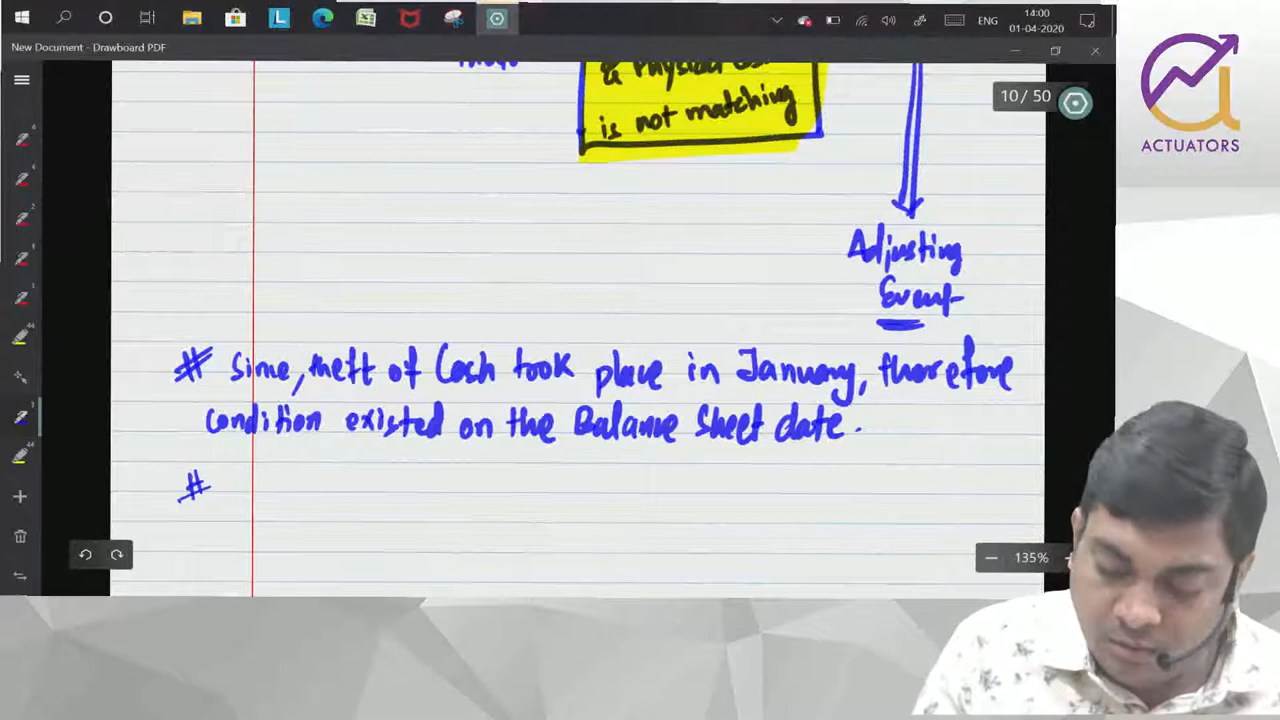 14:00
ENG
01-04-2020
New Document - Drawboard PDF
& Physical
10 / 50
is not matching
ACTUATORS
Adjusting
Event
# Since, theft of Cash took place in January, therefore
condition existed on the Balance Sheet date.
#
135%